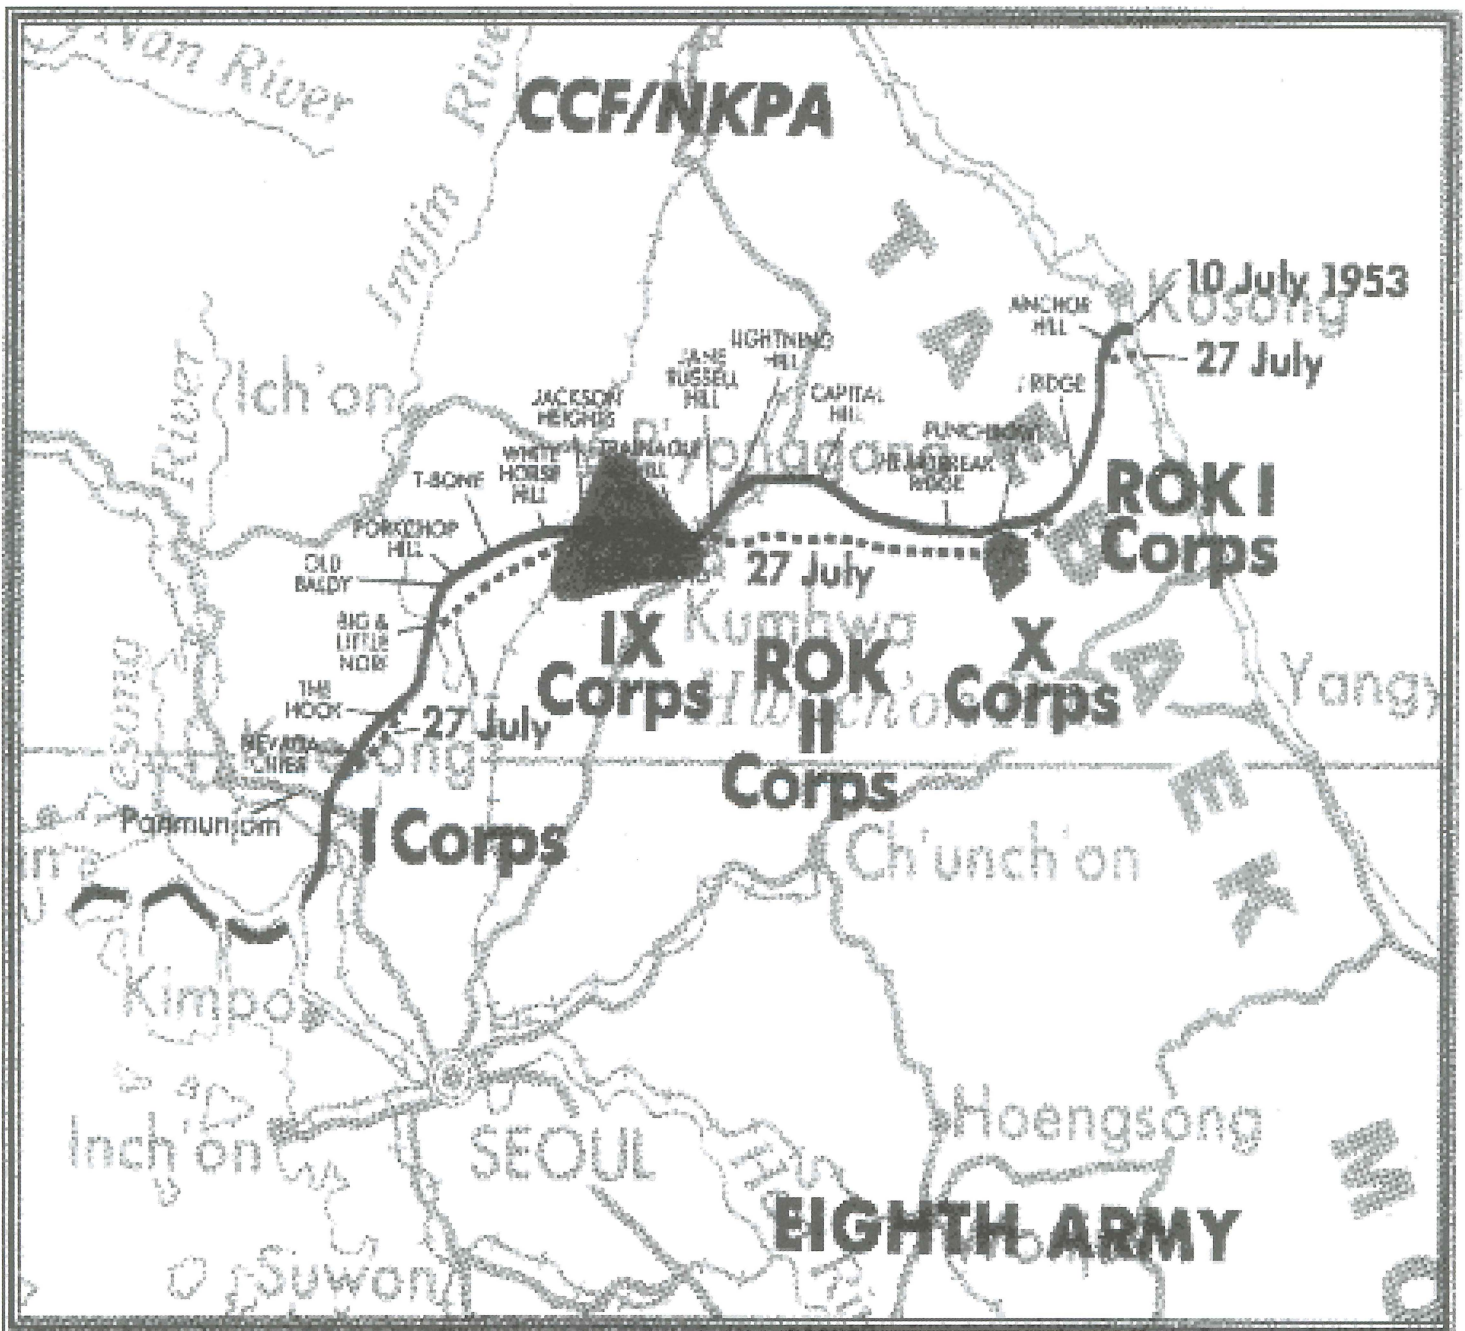 River
Rive
CCF/NKPA
Imjin
T
A
E
B
A
E
K
M
10 July 1953
Kosong
ANCHOR
HILL
27 July
River
Ich'on
LIGHTNING
HILL
JANE
RUSSELL
HILL
JACKSON
HEIGHTS
CAPITAL
HILL
RIDGE
WHITE
HORSE
HILL
T-BONE
PORKCHOP
HILL
OLD
BALDY
HEARTBREAK
RIDGE
ROK I
Corps
27 July
BIG &
LITTLE
NORI
Kumhwa
IX
Corps
ROK
II
Corps
X
Corps
THE
HOOK
27 July
Panmunjom
I Corps
Ch'unch'on
Kimpo
Inch'on
SEOUL
Hoengsong
EIGHTH ARMY
Suwon